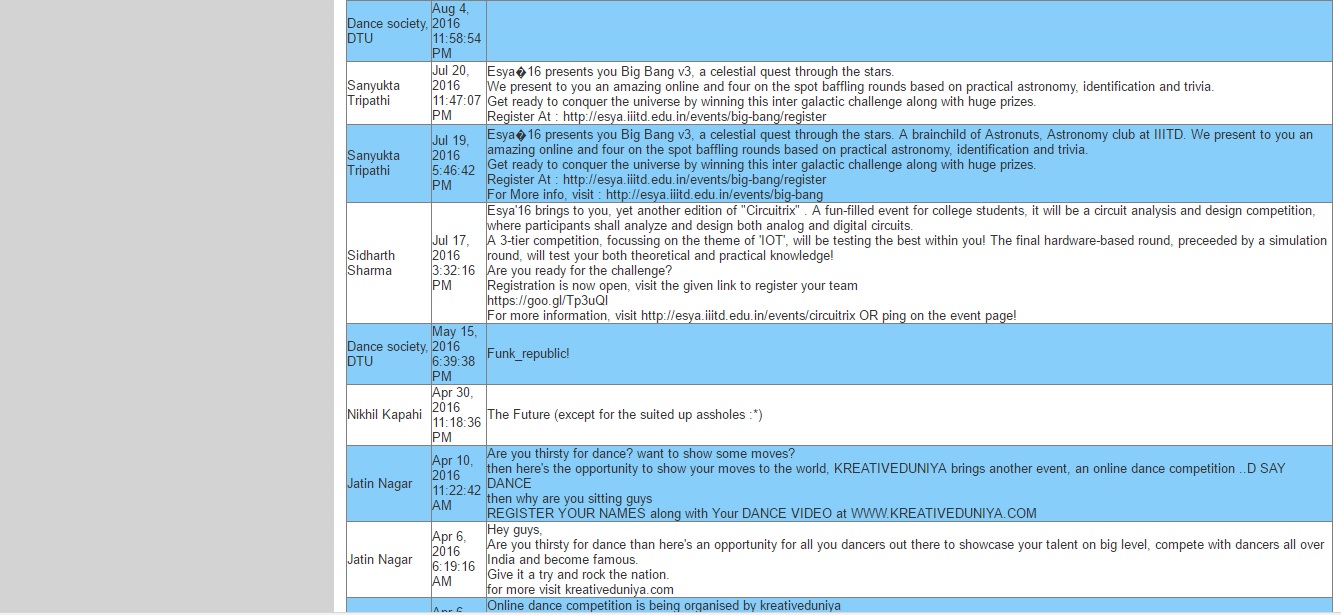 Dance society,
DTU
Aug 4,
2016
11:58:54
PM
Sanyukta
Tripathi
Jul 20,
2016
11:47:07
PM
Esya�16 presents you Big Bang v3, a celestial quest through the stars.
We present to you an amazing online and four on the spot baffling rounds based on practical astronomy, identification and trivia.
Get ready to conquer the universe by winning this inter galactic challenge along with huge prizes.
Register At : http://esya.iiitd.edu.in/events/big-bang/register
Sanyukta
Tripathi
Jul 19,
2016
5:46:42
PM
Esya�16 presents you Big Bang v3, a celestial quest through the stars. A brainchild of Astronuts, Astronomy club at IIITD. We present to you an
amazing online and four on the spot baffling rounds based on practical astronomy, identification and trivia.
Get ready to conquer the universe by winning this inter galactic challenge along with huge prizes.
Register At : http://esya.iiitd.edu.in/events/big-bang/register
For More info, visit : http://esya.iiitd.edu.in/events/big-bang
Sidharth
Sharma
Jul 17,
2016
3:32:16
PM
Esya'16 brings to you, yet another edition of "Circuitrix" . A fun-filled event for college students, it will be a circuit analysis and design competition,
where participants shall analyze and design both analog and digital circuits.
A 3-tier competition, focussing on the theme of 'IOT', will be testing the best within you! The final hardware-based round, preceeded by a simulation
round, will test your both theoretical and practical knowledge!
Are you ready for the challenge?
Registration is now open, visit the given link to register your team
https://goo.gl/Tp3uQl
For more information, visit http://esya.iiitd.edu.in/events/circuitrix OR ping on the event page!
Dance society,
DTU
May 15,
2016
6:39:38
PM
Funk_republic!
Nikhil Kapahi
Apr 30,
2016
11:18:36
PM
The Future (except for the suited up assholes :*)
Jatin Nagar
Apr 10,
2016
11:22:42
AM
Are you thirsty for dance? want to show some moves?
then here's the opportunity to show your moves to the world, KREATIVEDUNIYA brings another event, an online dance competition ..D SAY
DANCE
then why are you sitting guys
REGISTER YOUR NAMES along with Your DANCE VIDEO at WWW.KREATIVEDUNIYA.COM
Jatin Nagar
Apr 6,
2016
6:19:16
AM
Hey guys,
Are you thirsty for dance than here's an opportunity for all you dancers out there to showcase your talent on big level, compete with dancers all over
India and become famous.
Give it a try and rock the nation.
for more visit kreativeduniya.com
Apr 6,
Online dance competition is being organised by kreativeduniya